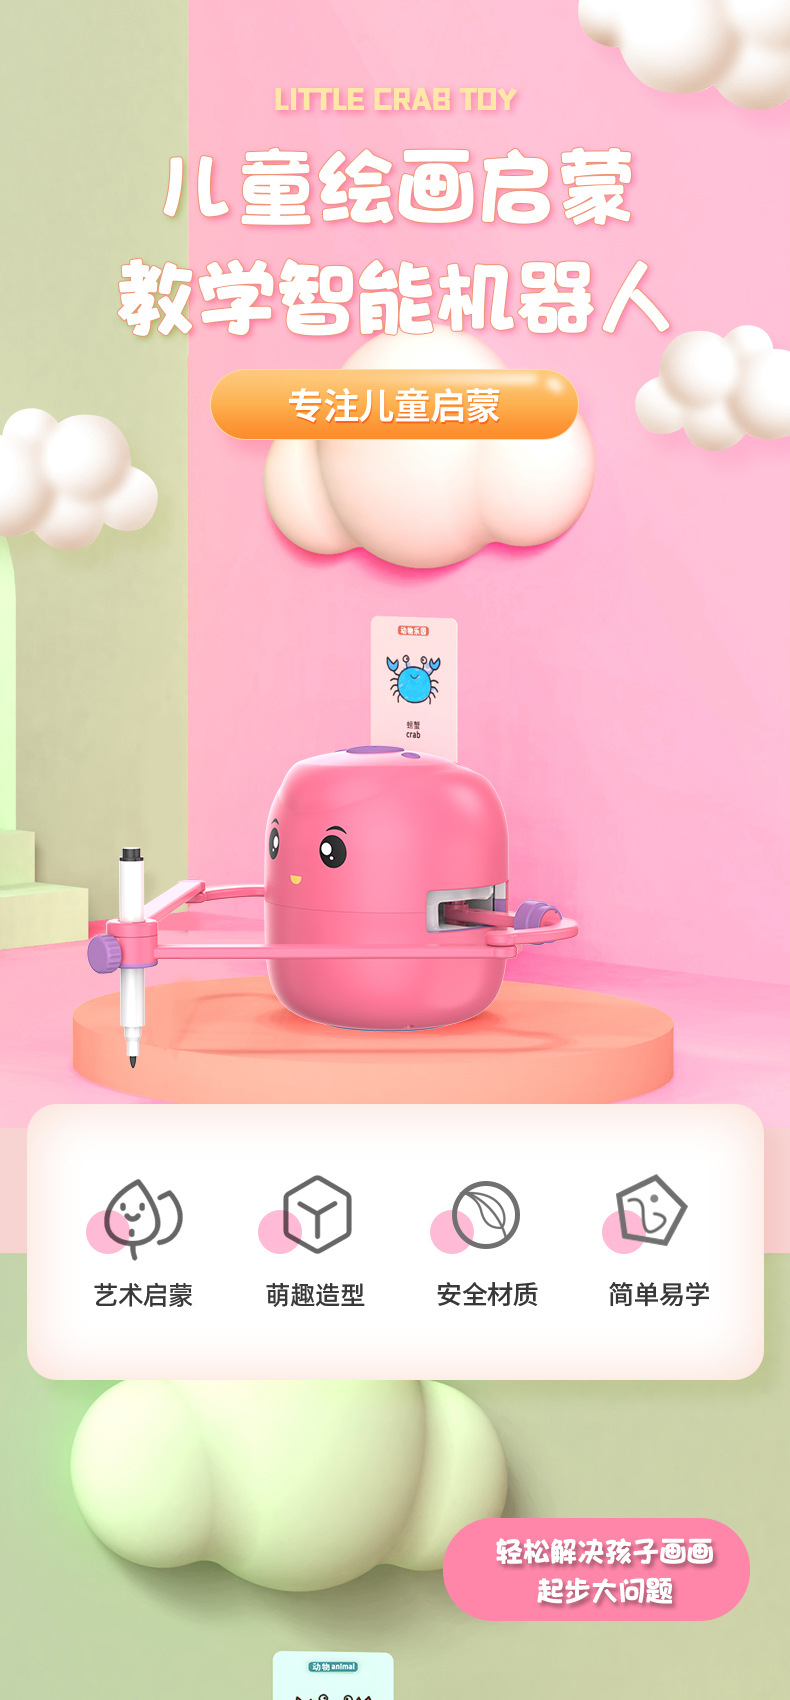 LITTLE CRAB TOY
儿童绘画启蒙
教学智能机器人
专注儿童启蒙
动物乐园
螃蟹
crab
艺术启蒙
萌趣造型
安全材质
简单易学
轻松解决孩子画画
起步大问题
动物 animal